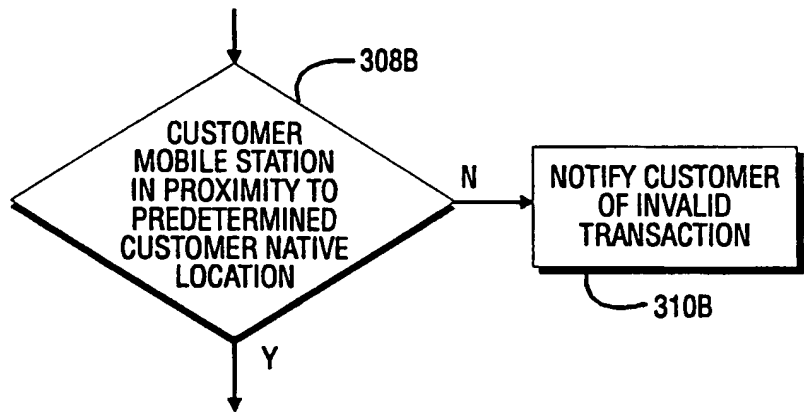 308B
CUSTOMER
MOBILE STATION
IN PROXIMITY TO
PREDETERMINED
CUSTOMER NATIVE
LOCATION
N
NOTIFY CUSTOMER
OF INVALID
TRANSACTION
310B
Y